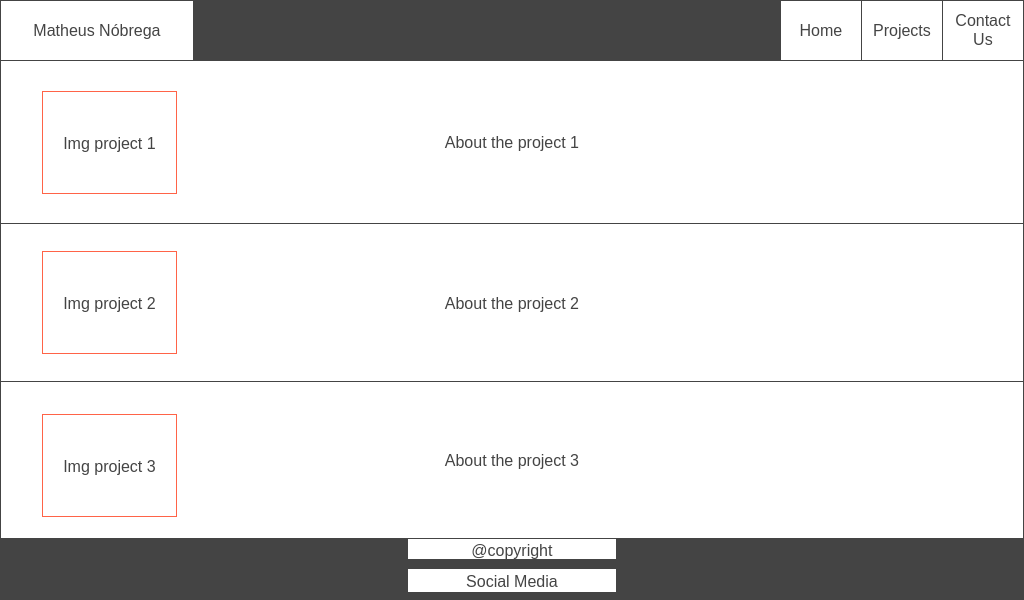 Matheus Nóbrega
Home
Projects
Contact
Us
Img project 1
About the project 1
Img project 2
About the project 2
Img project 3
About the project 3
@copyright
Social Media